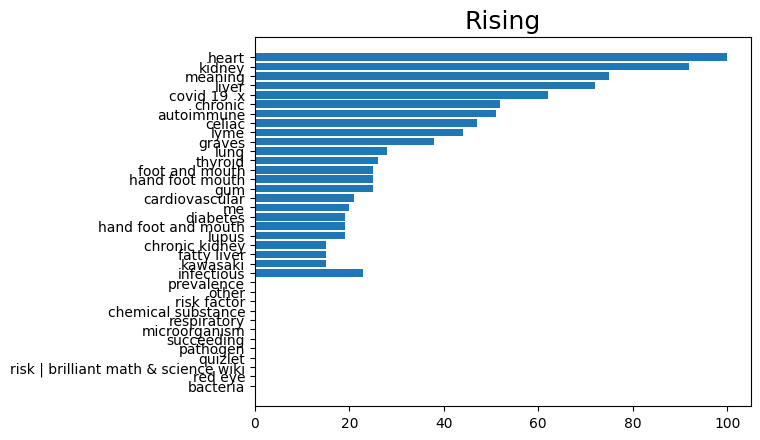 Rising
heart
kidney
meaning
liver
covid 19_x
chronic
autoimmune
celiac
lyme
graves
lung
thyroid
foot and mouth
hand foot mouth
gum
cardiovascular
me
diabetes
hand foot and mouth
lupus
chronic kidney
fatty liver
kawasaki
infectious
prevalence
other
risk factor
chemical substance
respiratory
microorganism
succeeding
pathogen
quizlet
risk | brilliant math & science wiki
red eye
bacteria
0 20 40 60 80 100